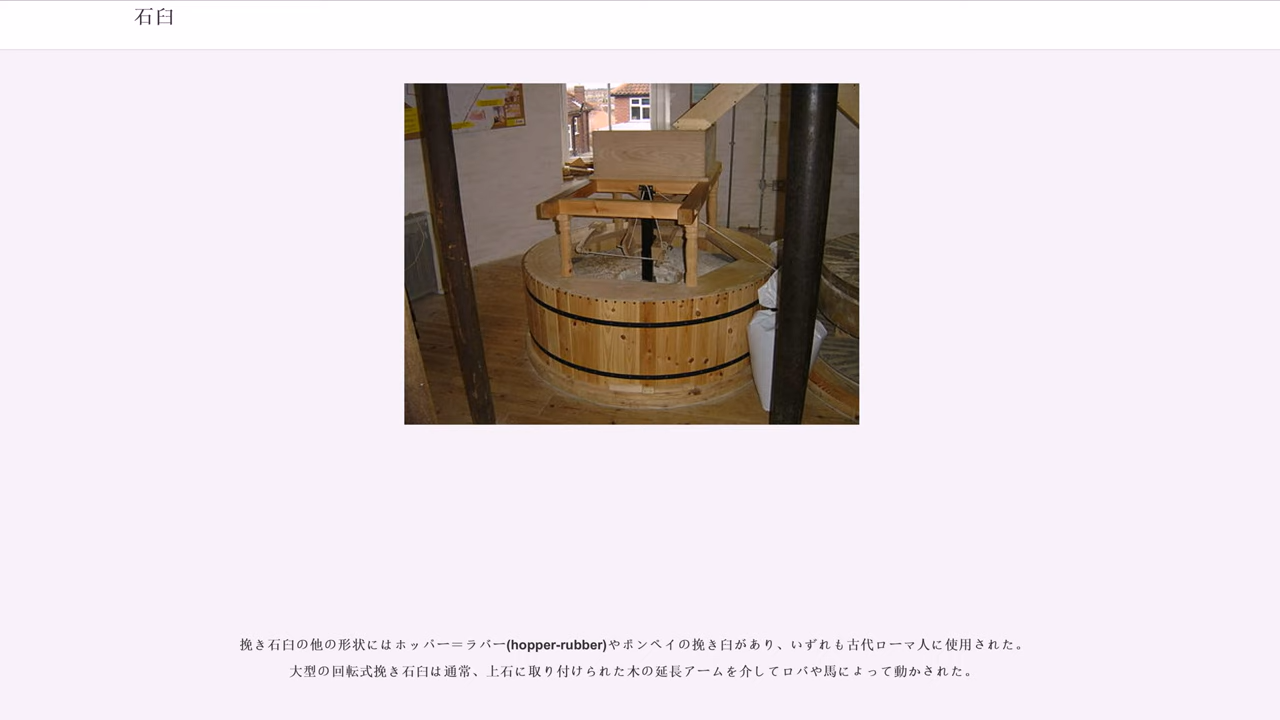 石臼
挽き石臼の他の形状にはホッパー＝ラバー(hopper-rubber)やポンペイの挽き臼があり、いずれも古代ローマ人に使用された。
大型の回転式挽き石臼は通常、上石に取り付けられた木の延長アームを介してロバや馬によって動かされた。